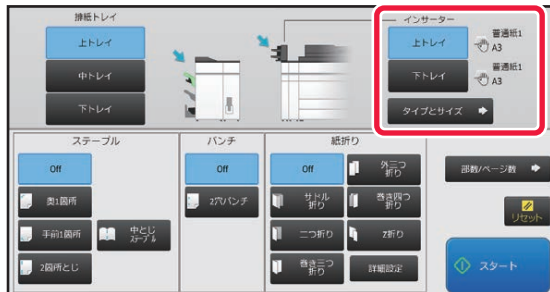 排紙トレイ
上トレイ
中トレイ
下トレイ
インサーター
上トレイ
普通紙1
A3
下トレイ
普通紙1
A3
タイプとサイズ
ステープル
Off
奥1箇所
手前1箇所
中とじ
ステープル
2箇所とじ
パンチ
Off
2穴パンチ
紙折り
Off
外三つ
折り
サドル
折り
巻き四つ
折り
二つ折り
Z折り
巻き三つ
折り
詳細設定
部数/ページ数
リセット
スタート